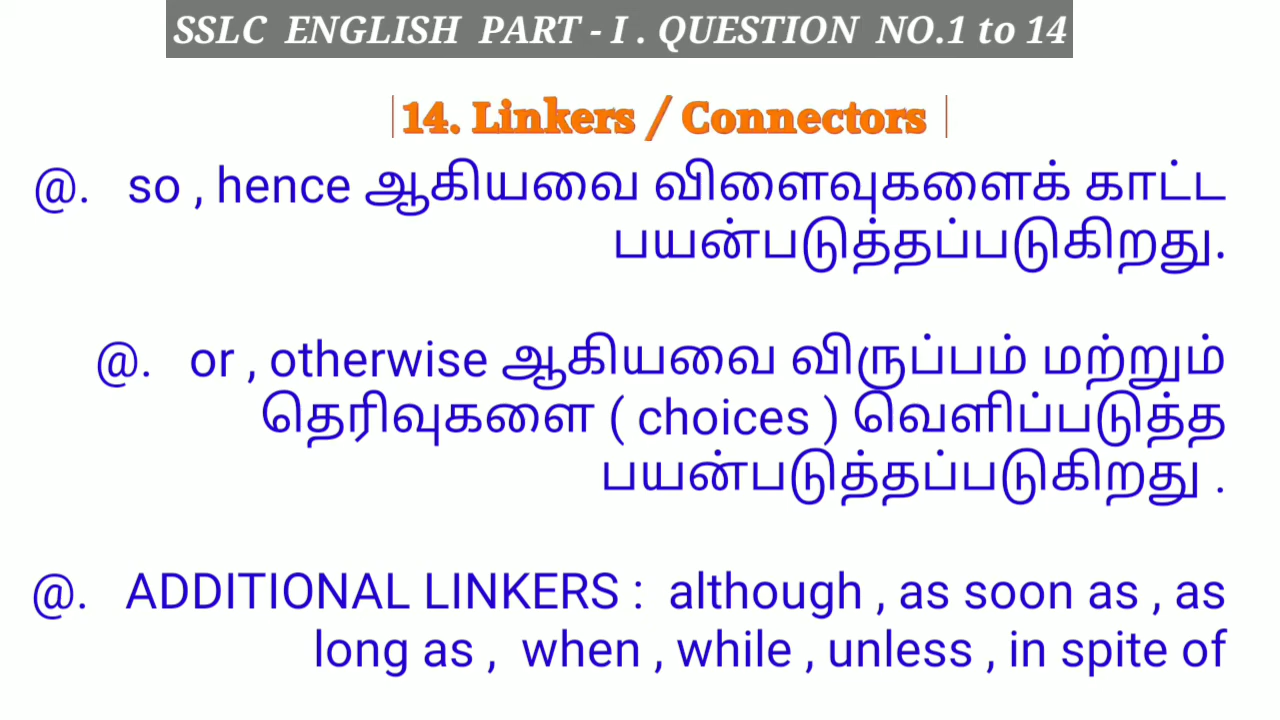 SSLC ENGLISH PART - I . QUESTION NO.1 to 14
14. Linkers / Connectors
@. so , hence ஆகியவை விளைவுகளைக் காட்ட
பயன்படுத்தப்படுகிறது.
@. or , otherwise ஆகியவை விருப்பம் மற்றும்
தெரிவுகளை ( choices ) வெளிப்படுத்த
பயன்படுத்தப்படுகிறது .
@. ADDITIONAL LINKERS : although , as soon as , as
long as , when , while , unless , in spite of